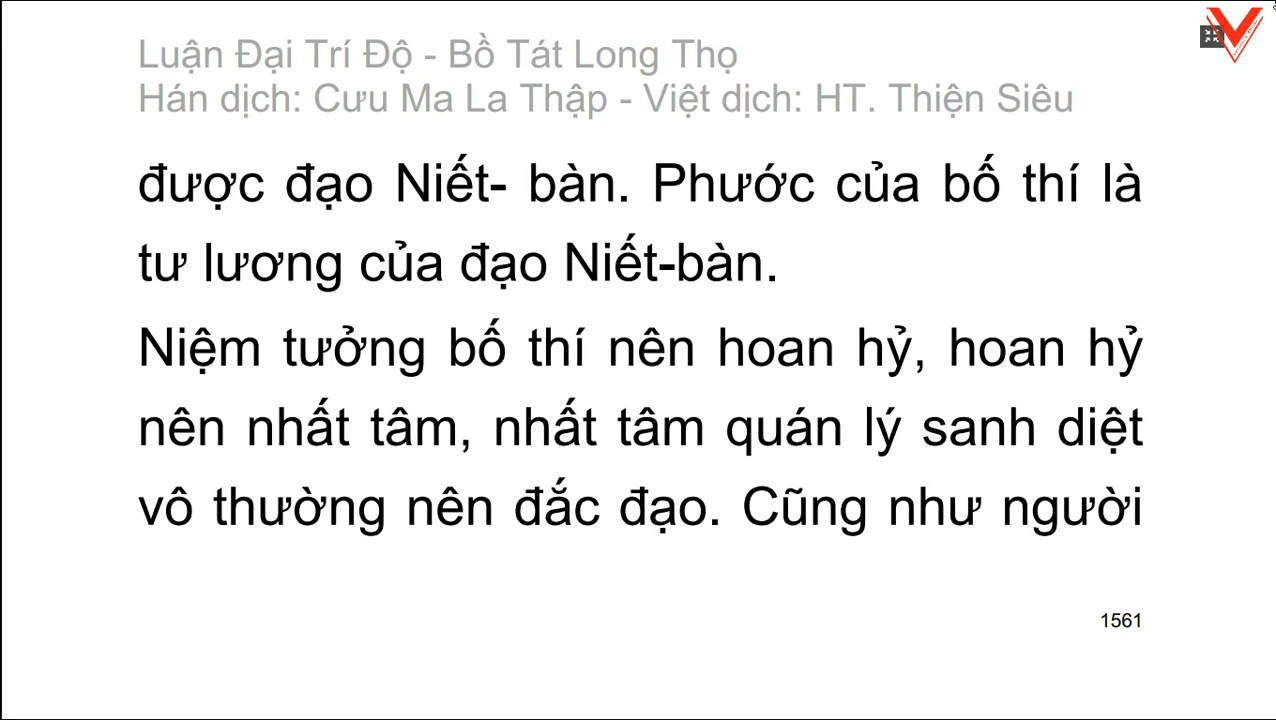 Luận Đại Trí Độ - Bồ Tát Long Thọ
Hán dịch: Cưu Ma La Thập - Việt dịch: HT. Thiện Siêu
được đạo Niết- bàn. Phước của bố thí là
tư lương của đạo Niết-bàn.
Niệm tưởng bố thí nên hoan hỷ, hoan hỷ
nên nhất tâm, nhất tâm quán lý sanh diệt
vô thường nên đắc đạo. Cũng như người
1561